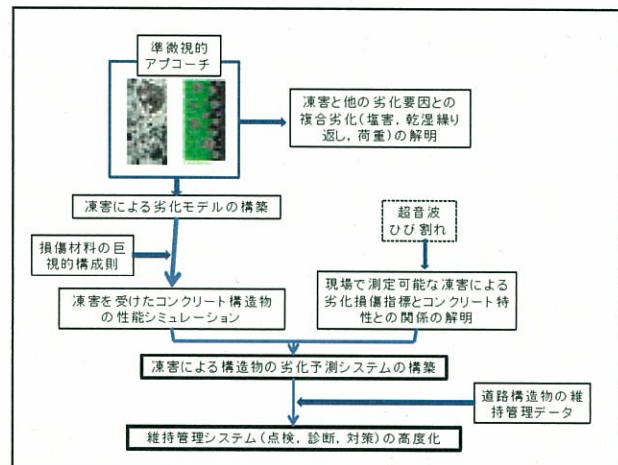 準微視的
アプコーチ
凍害と他の劣化要因との
複合劣化(塩害，乾湿繰り
返し，荷重)の解明
凍害による劣化モデルの構築
超音波
ひび割れ
損傷材料の巨
視的構成則
凍害を受けたコンクリート構造物
の性能シミュレーション
現場で測定可能な凍害による
劣化損傷指標とコンクリート特
性との関係の解明
凍害による構造物の劣化予測システムの構築
道路構造物の維
持管理データ
維持管理システム(点検，診断，対策)の高度化